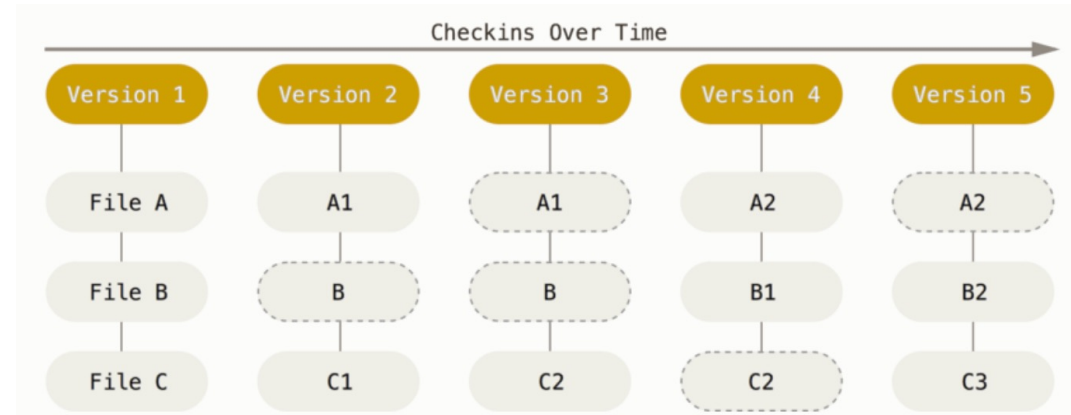 Checkins Over Time
Version 1 Version 2 Version 3 Version 4 Version 5
File A A1 A1 A2 A2
File B B B B1 B2
File C C1 C2 C2 C3